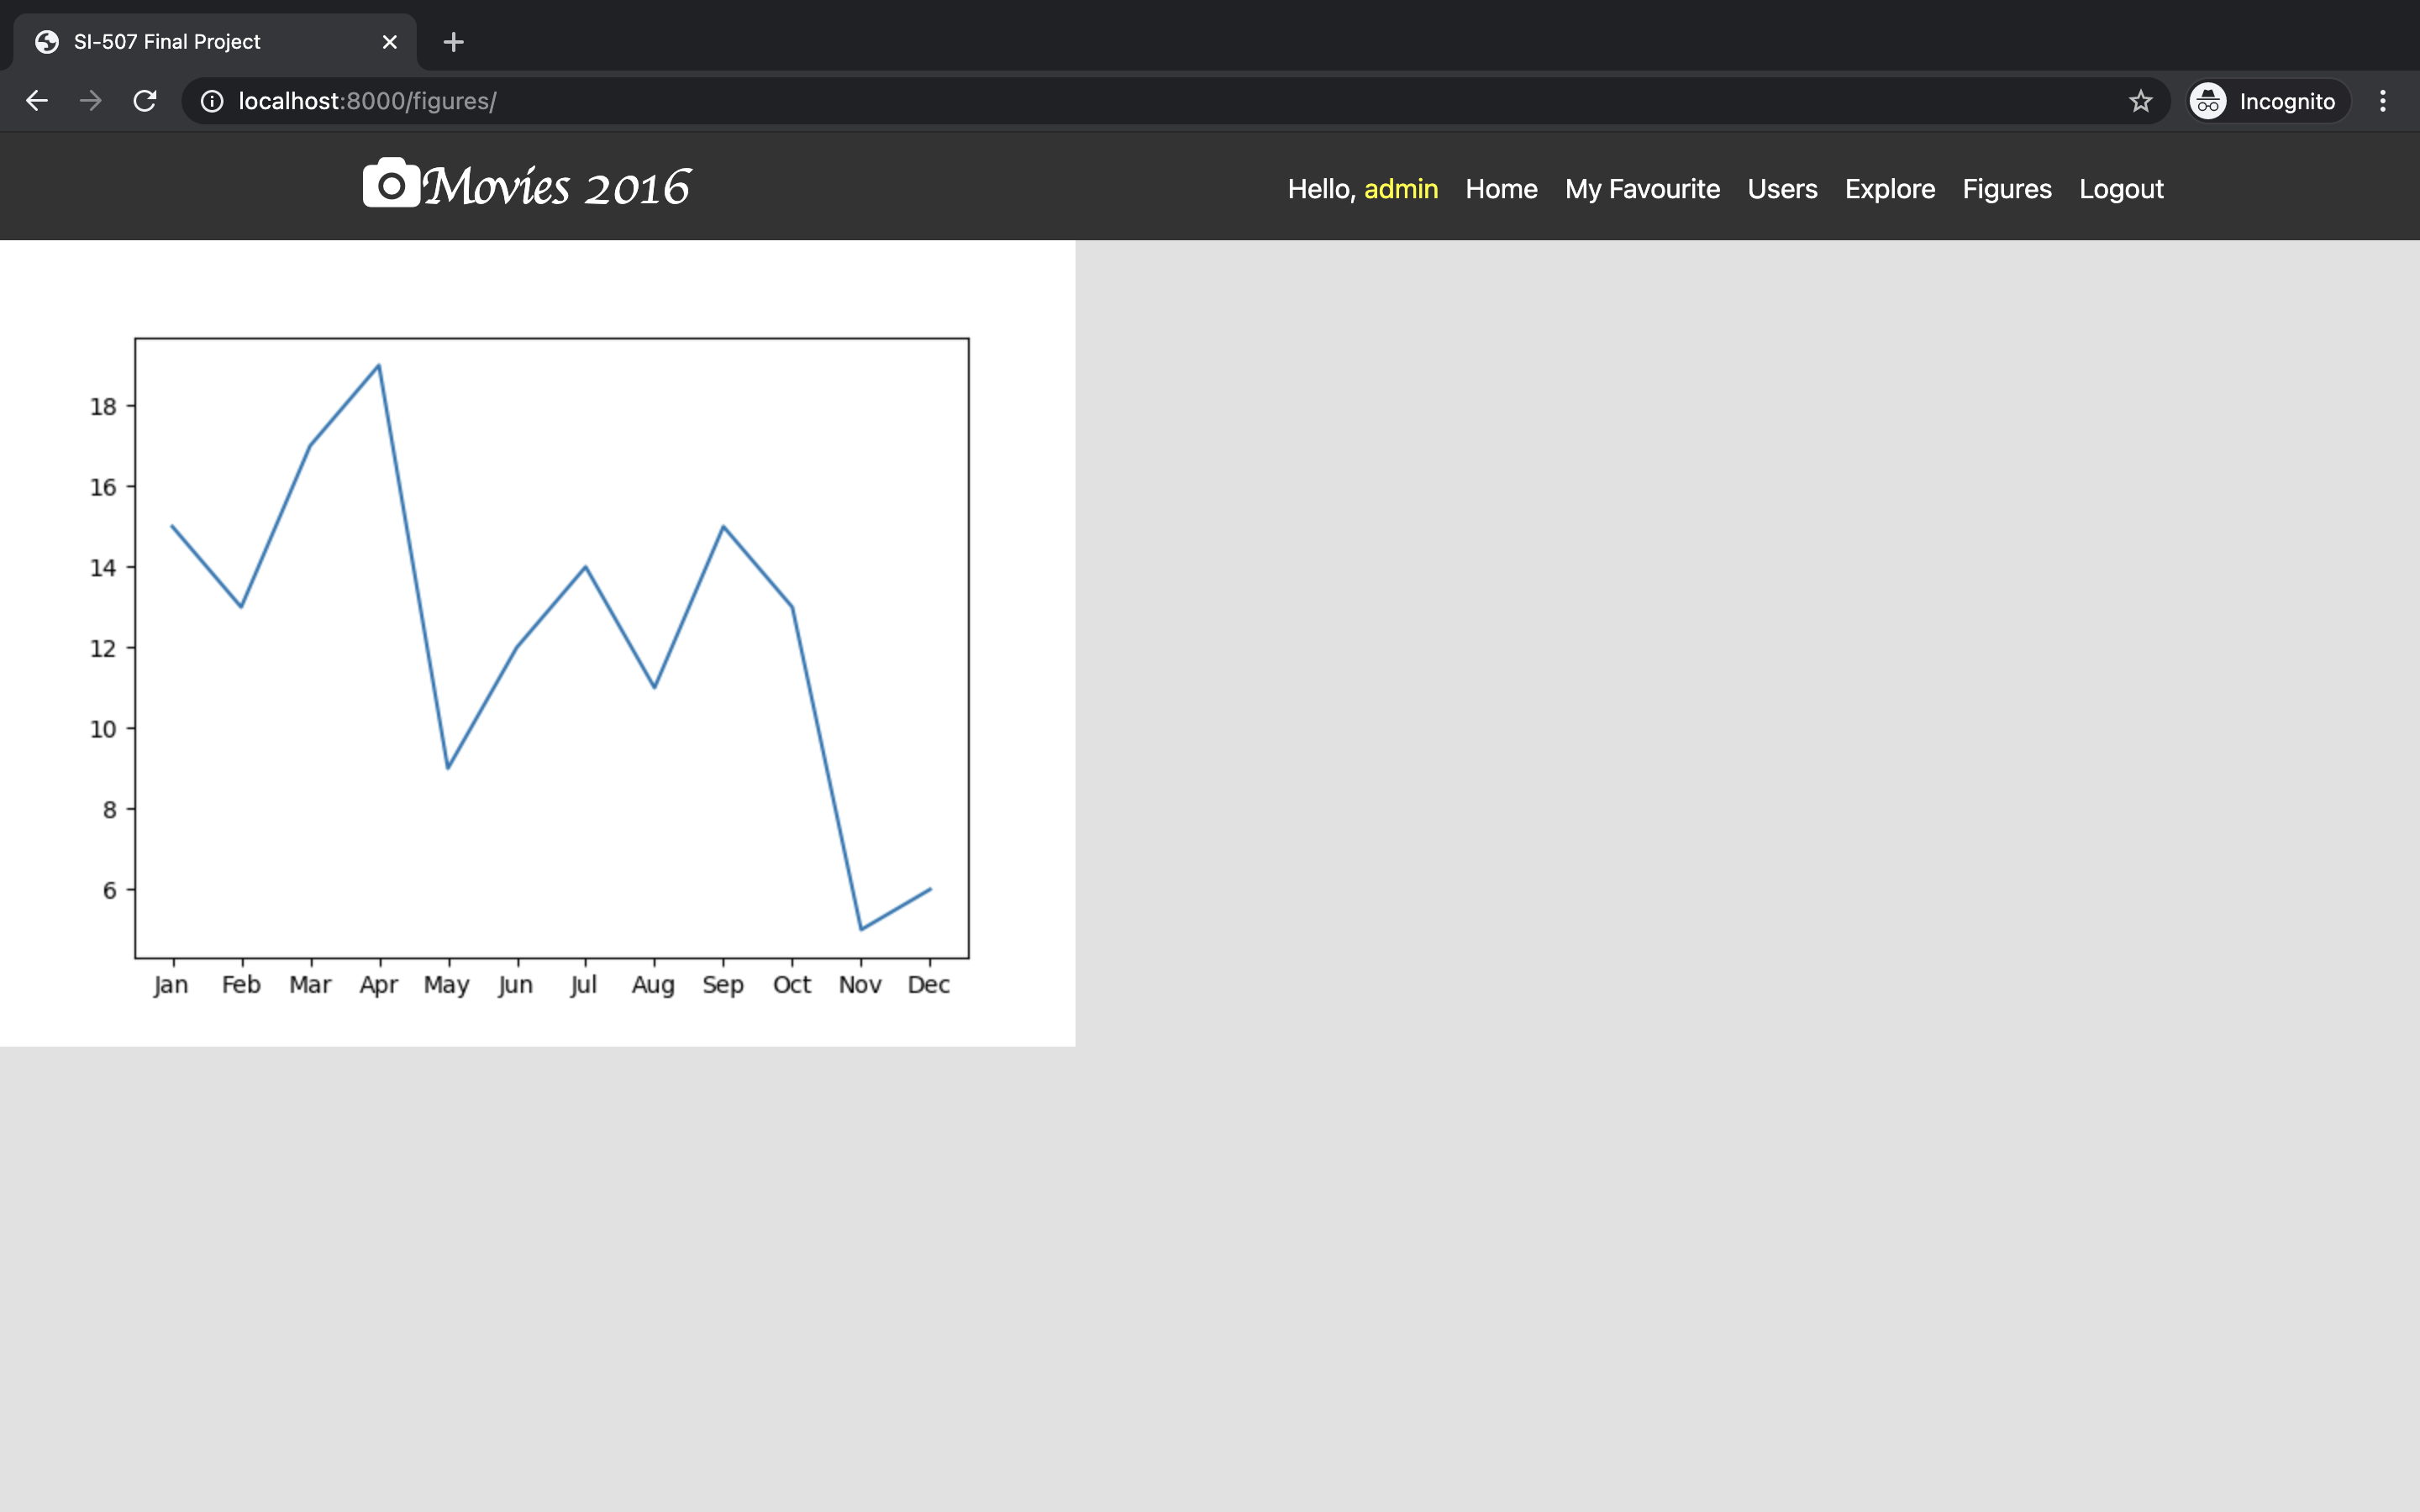 SI-507 Final Project
localhost:8000/figures/
Incognito
Movies 2016
Hello, admin Home My Favourite Users Explore Figures Logout
18
16
14
12
10
8
6
Jan Feb Mar Apr May Jun Jul Aug Sep Oct Nov Dec